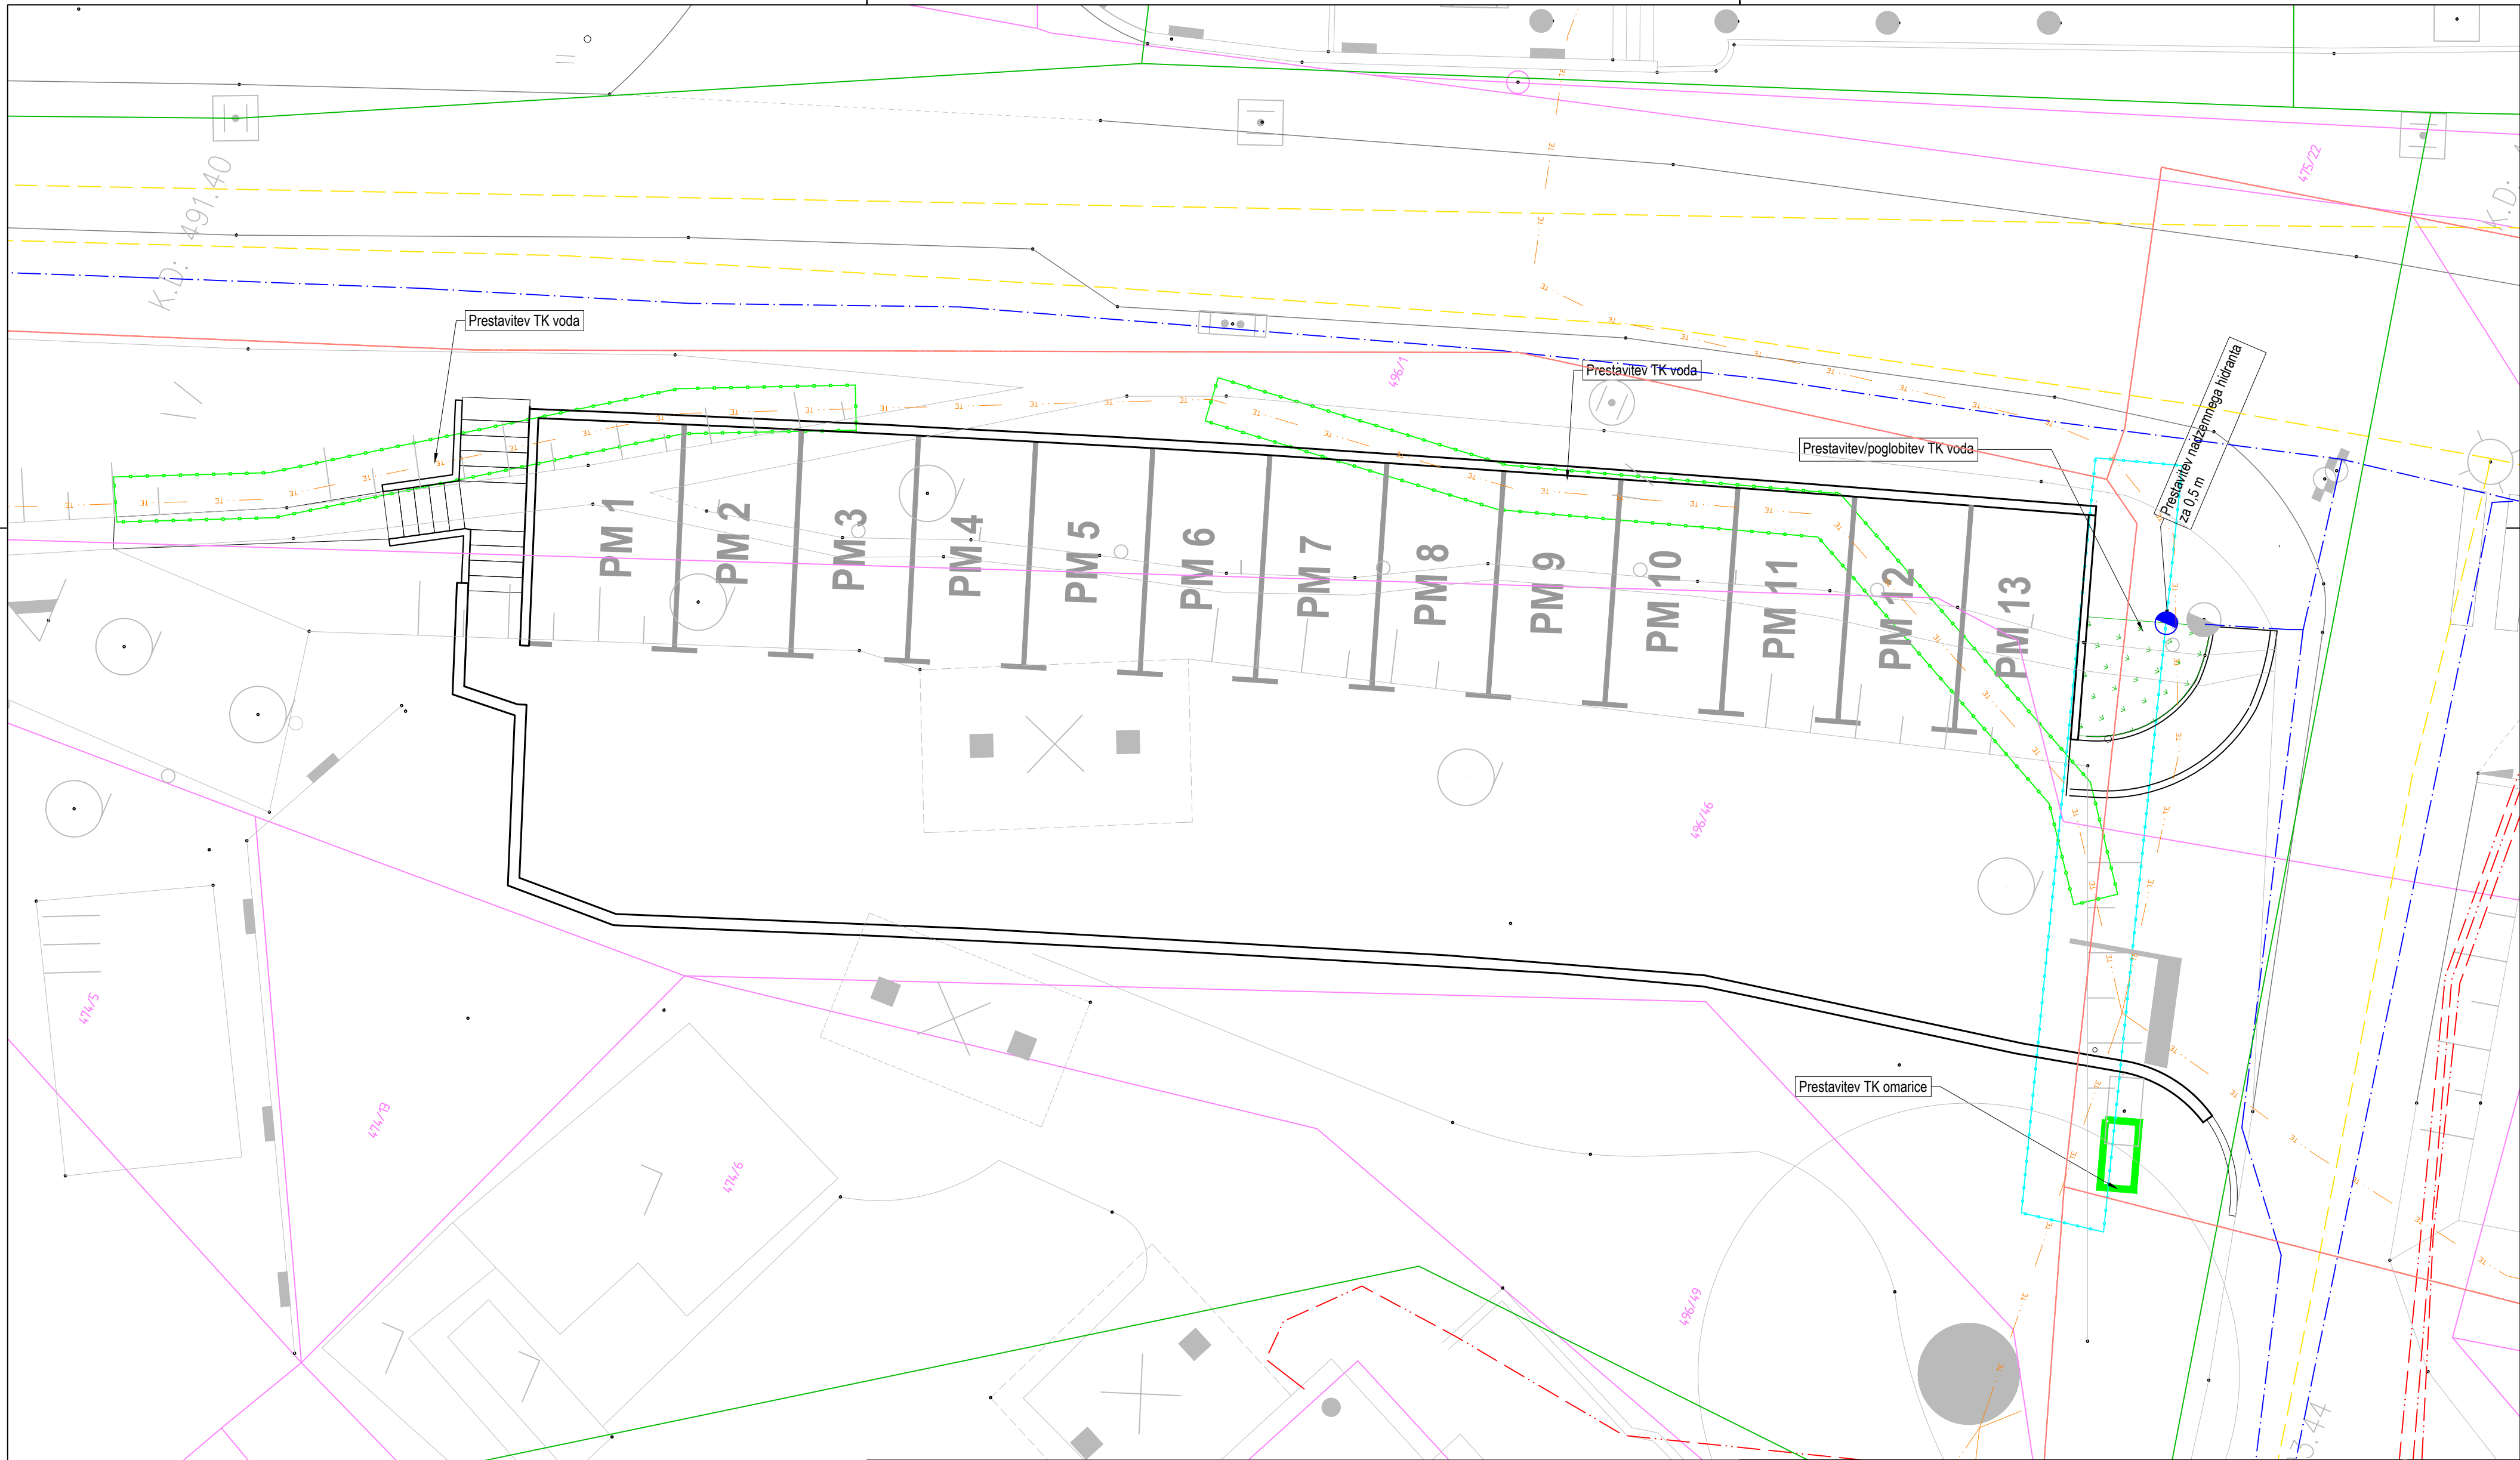 475/22
K.D. 491.40
K.D.
Prestavitev TK voda
Prestavitev TK voda
496/1
Prestavitev nadzemnega hidranta
za 0,5 m
Prestavitev/poglobitev TK voda
PM 1
PM 2
PM 3
PM 4
PM 5
PM 6
PM 7
PM 8
PM 9
PM 10
PM 11
PM 12
PM 13
496/46
474/5
474/13
474/6
Prestavitev TK omarice
496/49